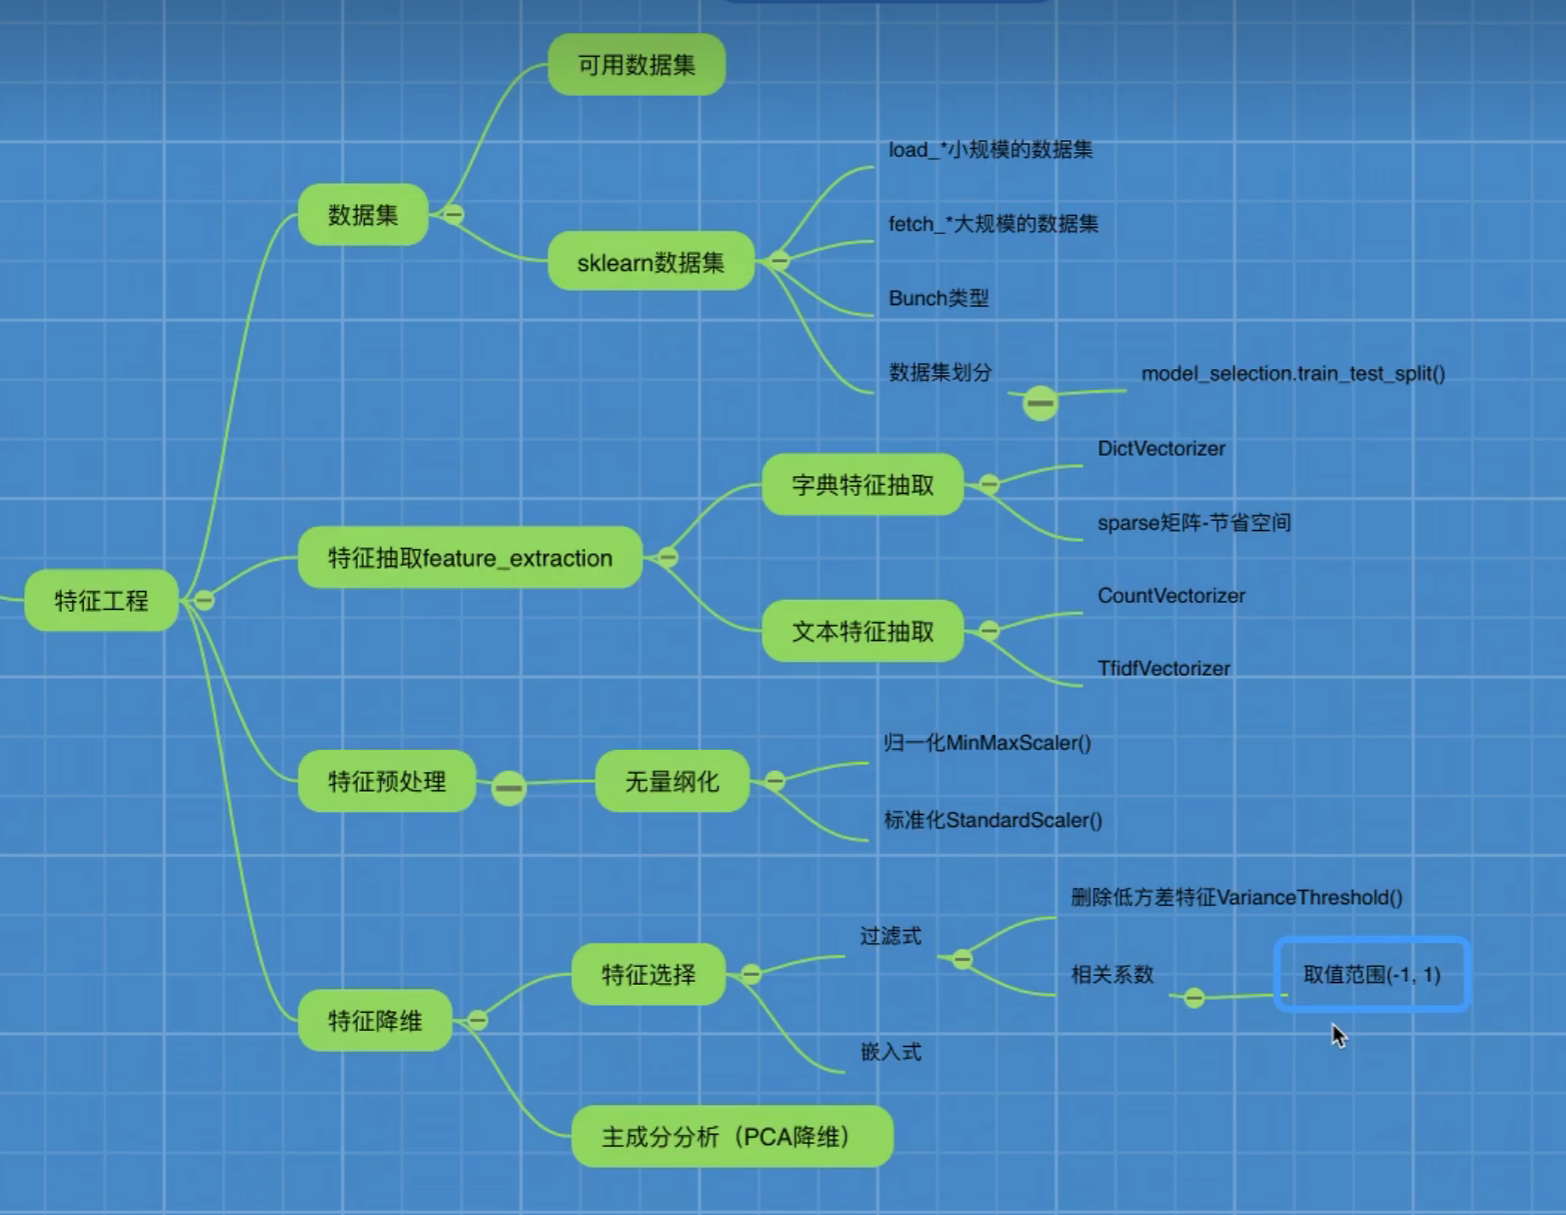 可用数据集
load_*小规模的数据集
数据集
fetch_*大规模的数据集
sklearn数据集
Bunch类型
数据集划分
model_selection.train_test_split()
DictVectorizer
字典特征抽取
sparse矩阵-节省空间
特征抽取feature_extraction
特征工程
CountVectorizer
文本特征抽取
TfidfVectorizer
归一化MinMaxScaler()
特征预处理
无量纲化
标准化StandardScaler()
删除低方差特征VarianceThreshold()
过滤式
特征选择
相关系数
取值范围(-1, 1)
特征降维
嵌入式
主成分分析（PCA降维）